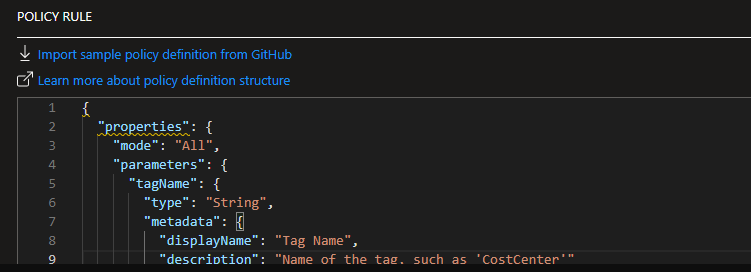 POLICY RULE
Import sample policy definition from GitHub
Learn more about policy definition structure
1 {
2 "properties": {
3 "mode": "All",
4 "parameters": {
5 "tagName": {
6 "type": "String",
7 "metadata": {
8 "displayName": "Tag Name",
9 "description": "Name of the tag, such as 'CostCenter'"